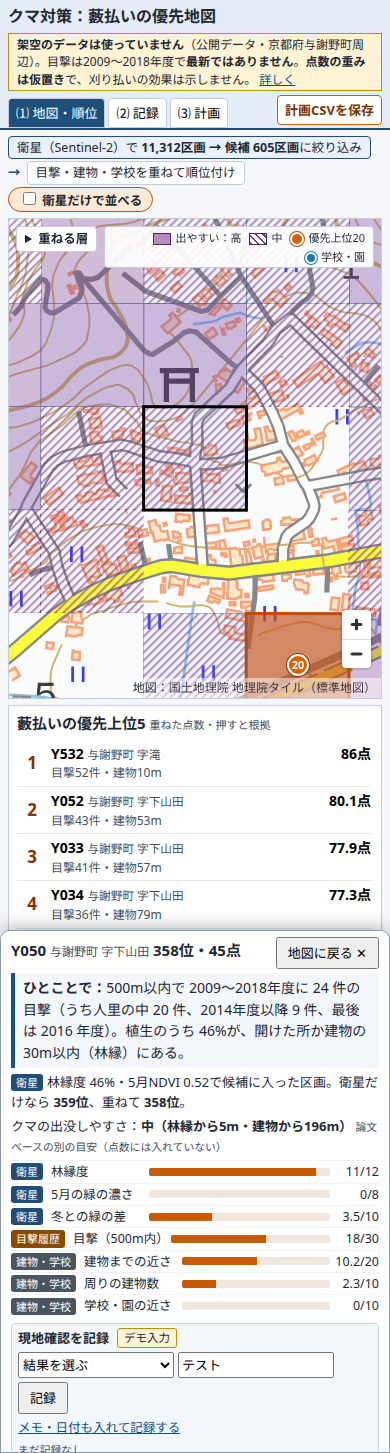 クマ対策：藪払いの優先地図
架空のデータは使っていません（公開データ・京都府与謝野町周
辺）。目撃は2009〜2018年度で最新ではありません。点数の重み
は仮置きで、刈り払いの効果は示しません。 詳しく
(1) 地図・順位
(2) 記録
(3) 計画
計画CSVを保存
衛星（Sentinel-2）で 11,312区画 → 候補 605区画に絞り込み
→ 目撃・建物・学校を重ねて順位付け
衛星だけで並べる
▶ 重ねる層
出やすい：高 中 優先上位20
学校・園
20
+
−
5
地図：国土地理院 地理院タイル（標準地図）
藪払いの優先上位5 重ねた点数・押すと根拠
1 Y532 与謝野町 字滝 86点
目撃52件・建物10m
2 Y052 与謝野町 字下山田 80.1点
目撃43件・建物53m
3 Y033 与謝野町 字下山田 77.9点
目撃41件・建物57m
4 Y034 与謝野町 字下山田 77.3点
目撃36件・建物79m
Y050 与謝野町 字下山田 358位・45点
地図に戻る ✕
ひとことで：500m以内で 2009〜2018年度に 24 件の
目撃（うち人里の中 20 件、2014年度以降 9 件、最後
は 2016 年度）。植生のうち 46%が、開けた所か建物の
30m以内（林縁）にある。
衛星 林縁度 46%・5月NDVI 0.52で候補に入った区画。衛星だ
けなら 359位、重ねて 358位。
クマの出没しやすさ：中（林縁から5m・建物から196m） 論文
ベースの別の目安（点数には入れていない）
衛星 林縁度 11/12
衛星 5月の緑の濃さ 0/8
衛星 冬との緑の差 3.5/10
目撃履歴 目撃（500m内） 18/30
建物・学校 建物までの近さ 10.2/20
建物・学校 周りの建物数 2.3/10
建物・学校 学校・園の近さ 0/10
現地確認を記録 デモ入力
結果を選ぶ
テスト
記録
メモ・日付も入れて記録する
まだ記録なし